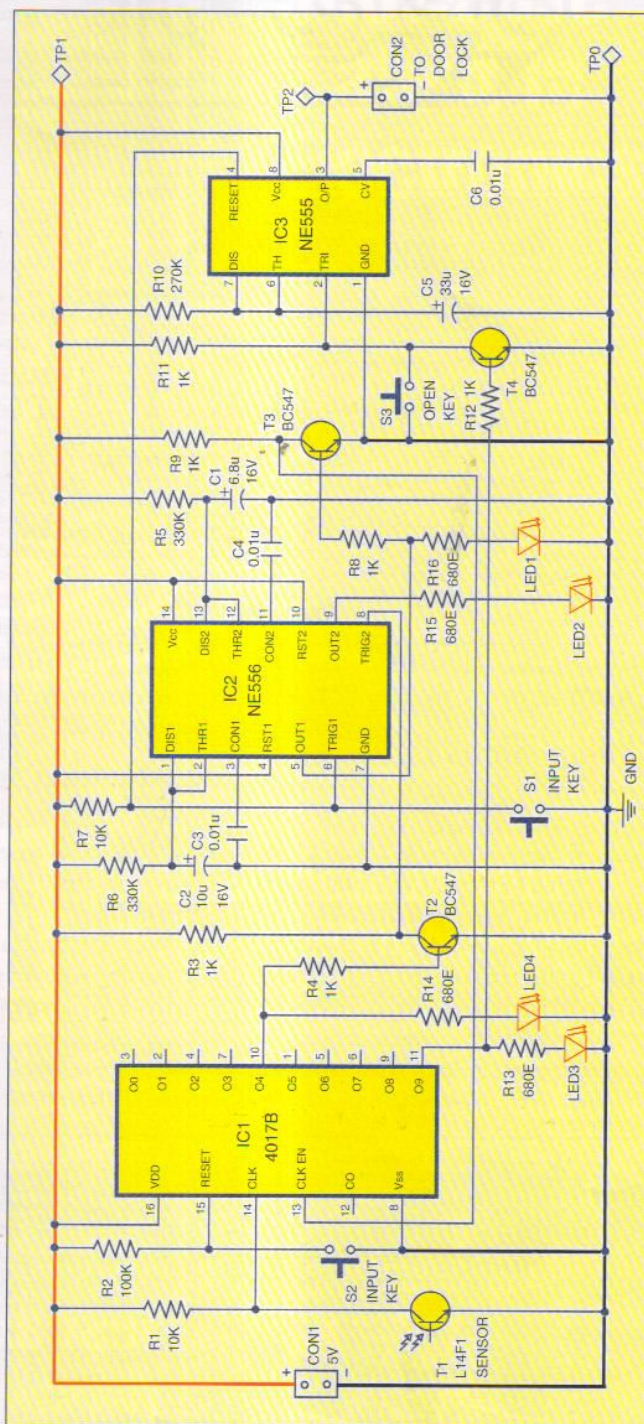 TP1
R1
10K
R2
100K
CON1
5V
+
−
T1
L14F1
SENSOR
S2
INPUT
KEY
IC1
4017B
16
VDD
15
RESET
14
CLK
13
CLK EN
12
CO
8
Vss
O0
3
O1
2
O2
4
O3
7
O4
10
O5
1
O6
5
O7
6
O8
9
O9
11
R13
680E
LED3
R14
680E
LED4
R3
1K
R4
1K
T2
BC547
R6
330K
R7
10K
C2
10u
16V
+
C3
0.01u
IC2
NE556
1
DIS1
2
THR1
3
CON1
4
RST1
5
OUT1
6
TRIG1
7
GND
Vcc
14
DIS2
13
THR2
12
CON2
11
RST2
10
OUT2
9
TRIG2
8
S1
INPUT
KEY
GND
R5
330K
C1
6.8u
16V
+
C4
0.01u
R9
1K
T3
BC547
R8
1K
R16
680E
R15
680E
LED1
LED2
R11
1K
R10
270K
S3
OPEN
KEY
R12 1K
T4
BC547
C5
33u
16V
+
IC3
NE555
7
DIS
6
TH
2
TRI
1
GND
RESET
4
Vcc
8
O/P
3
CV
5
C6
0.01u
TP2
+
CON2
− TO
DOOR
LOCK
TP0